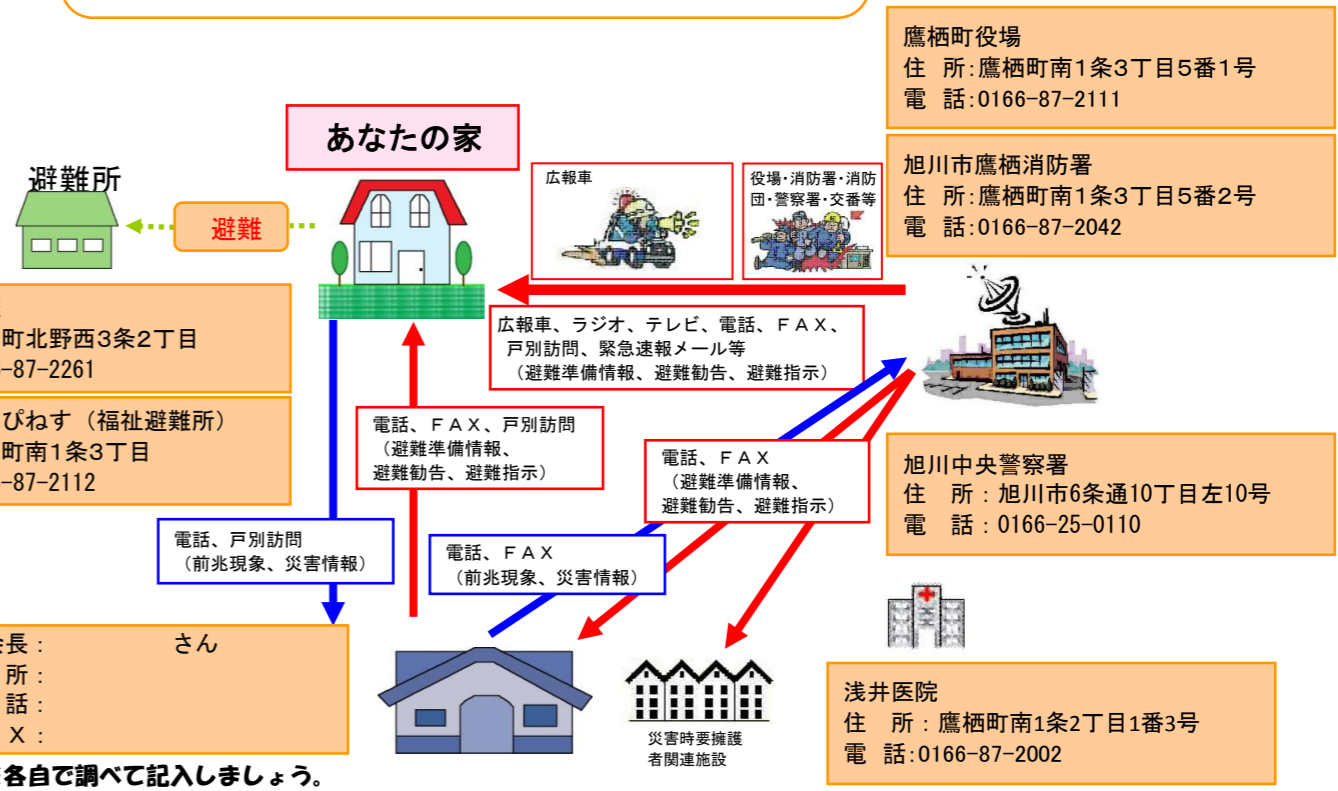 鷹栖町役場
住 所:鷹栖町南1条3丁目5番1号
電 話:0166-87-2111
あなたの家
避難所
避難
広報車
役場・消防署・消防
団・警察署・交番等
旭川市鷹栖消防署
住 所:鷹栖町南1条3丁目5番2号
電 話:0166-87-2042
町北野西3条2丁目
-87-2261
ぴねす（福祉避難所）
町南1条3丁目
-87-2112
広報車、ラジオ、テレビ、電話、ＦＡＸ、
戸別訪問、緊急速報メール等
（避難準備情報、避難勧告、避難指示）
電話、ＦＡＸ、戸別訪問
（避難準備情報、
避難勧告、避難指示）
電話、ＦＡＸ
（避難準備情報、
避難勧告、避難指示）
旭川中央警察署
住 所：旭川市6条通10丁目左10号
電 話：0166-25-0110
電話、戸別訪問
（前兆現象、災害情報）
電話、ＦＡＸ
（前兆現象、災害情報）
長： さん
所：
話：
Ｘ：
各自で調べて記入しましょう。
災害時要擁護
者関連施設
浅井医院
住 所：鷹栖町南1条2丁目1番3号
電 話:0166-87-2002